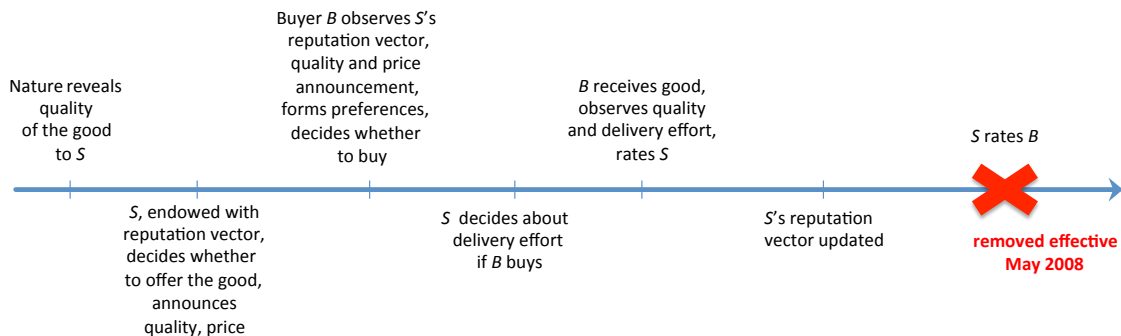 Nature reveals
quality
of the good
to S
S, endowed with
reputation vector,
decides whether
to offer the good,
announces
quality, price
Buyer B observes S's
reputation vector,
quality and price
announcement,
forms preferences,
decides whether
to buy
S decides about
delivery effort
if B buys
B receives good,
observes quality
and delivery effort,
rates S
S's reputation
vector updated
S rates B
removed effective
May 2008